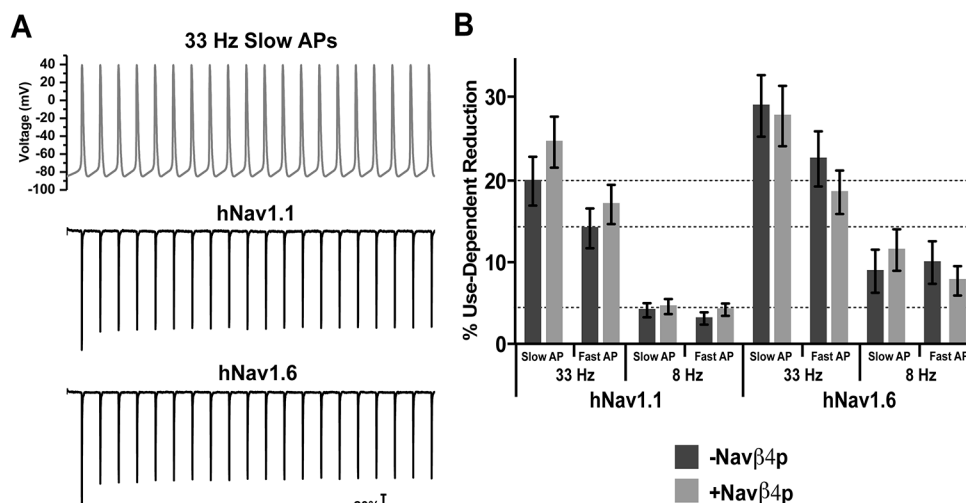 A
33 Hz Slow APs
Voltage (mV)
40
20
0
-20
-40
-60
-80
-100
hNav1.1
hNav1.6
B
% Use-Dependent Reduction
30
20
10
0
Slow AP Fast AP Slow AP Fast AP Slow AP Fast AP Slow AP Fast AP
33 Hz 8 Hz 33 Hz 8 Hz
hNav1.1 hNav1.6
-Navβ4p
+Navβ4p